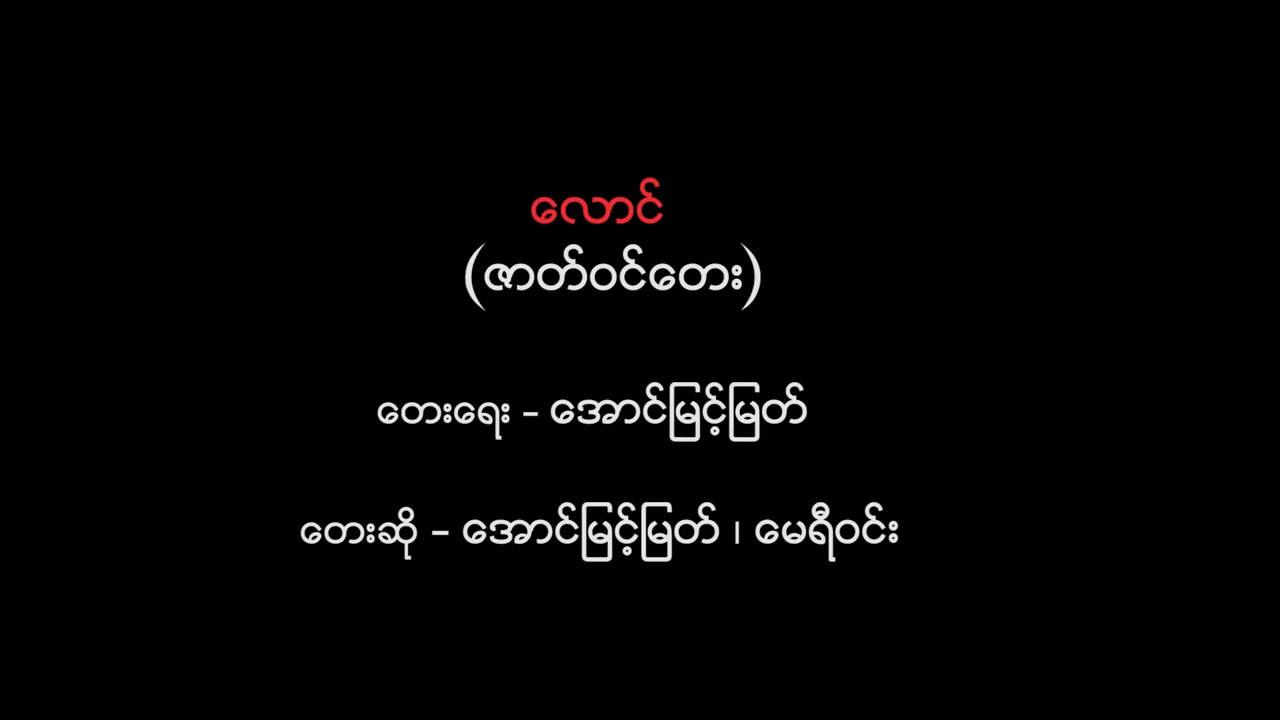 လောင်
(ဇာတ်ဝင်တေး)
တေးရေး - အောင်မြင့်မြတ်
တေးဆို - အောင်မြင့်မြတ် ၊ မေရီဝင်း